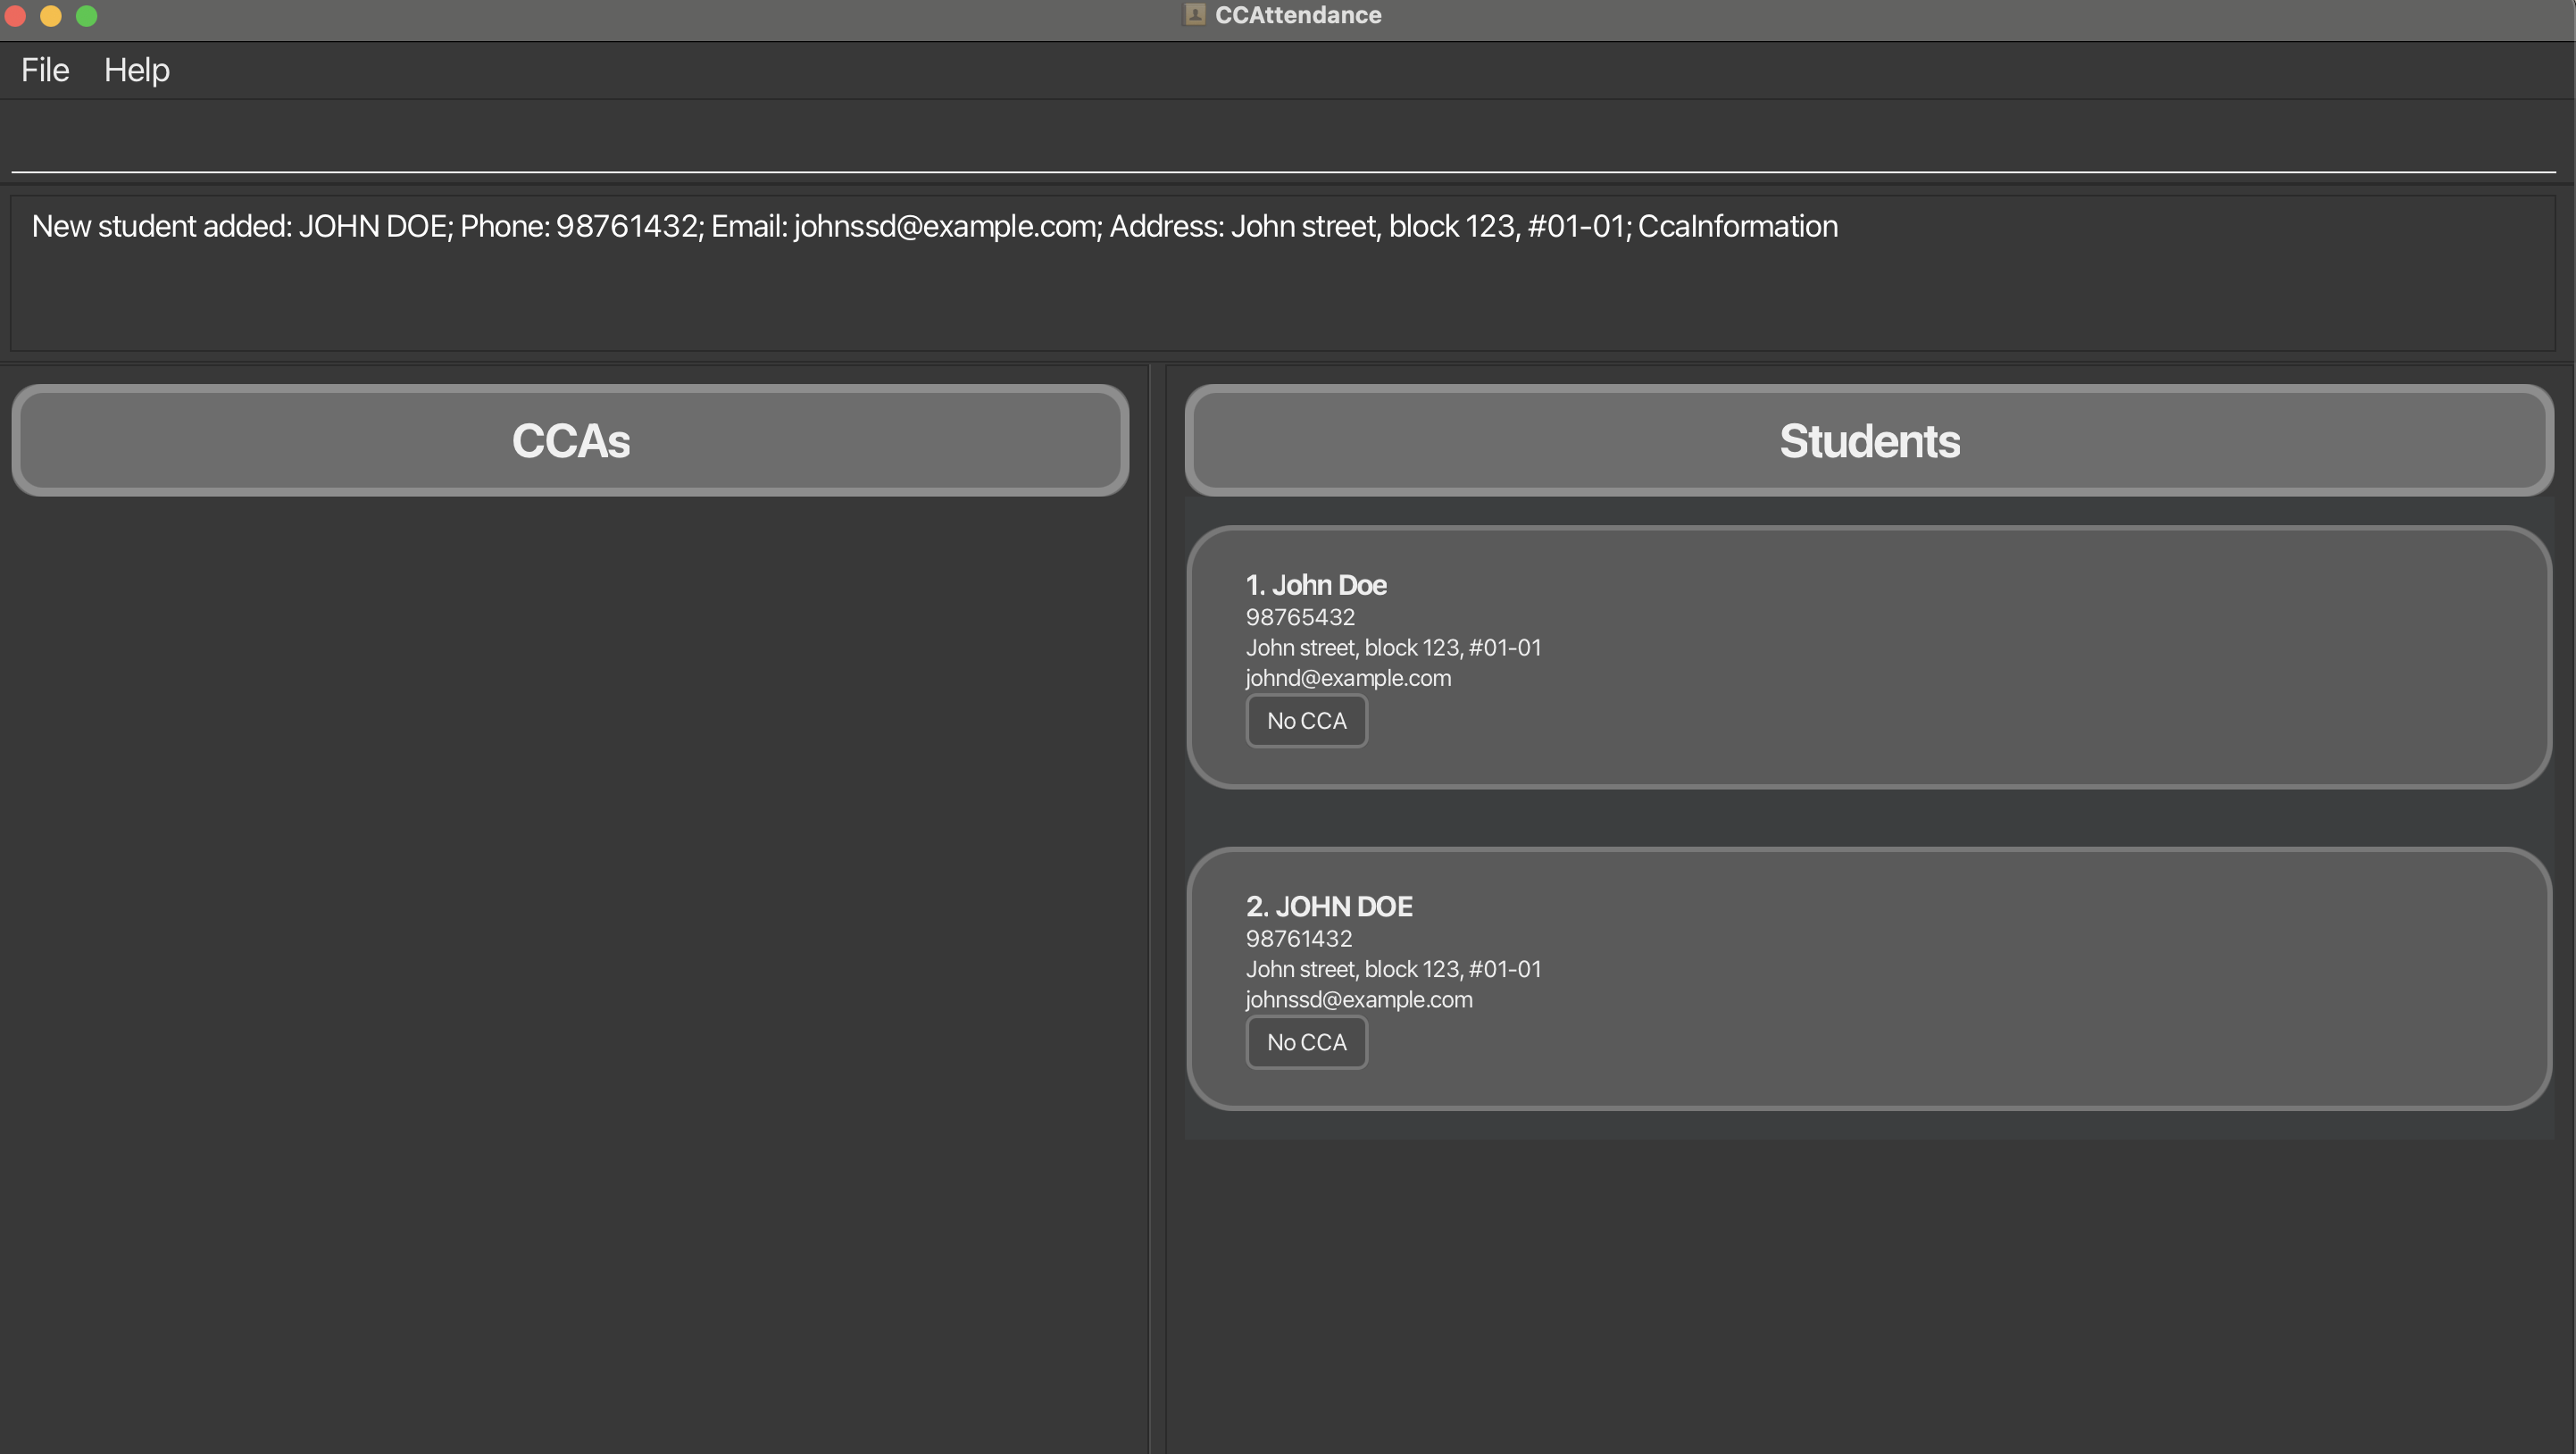 CCAttendance
File Help
New student added: JOHN DOE; Phone: 98761432; Email: johnssd@example.com; Address: John street, block 123, #01-01; CcaInformation
CCAs
Students
1. John Doe
98765432
John street, block 123, #01-01
johnd@example.com
No CCA
2. JOHN DOE
98761432
John street, block 123, #01-01
johnssd@example.com
No CCA